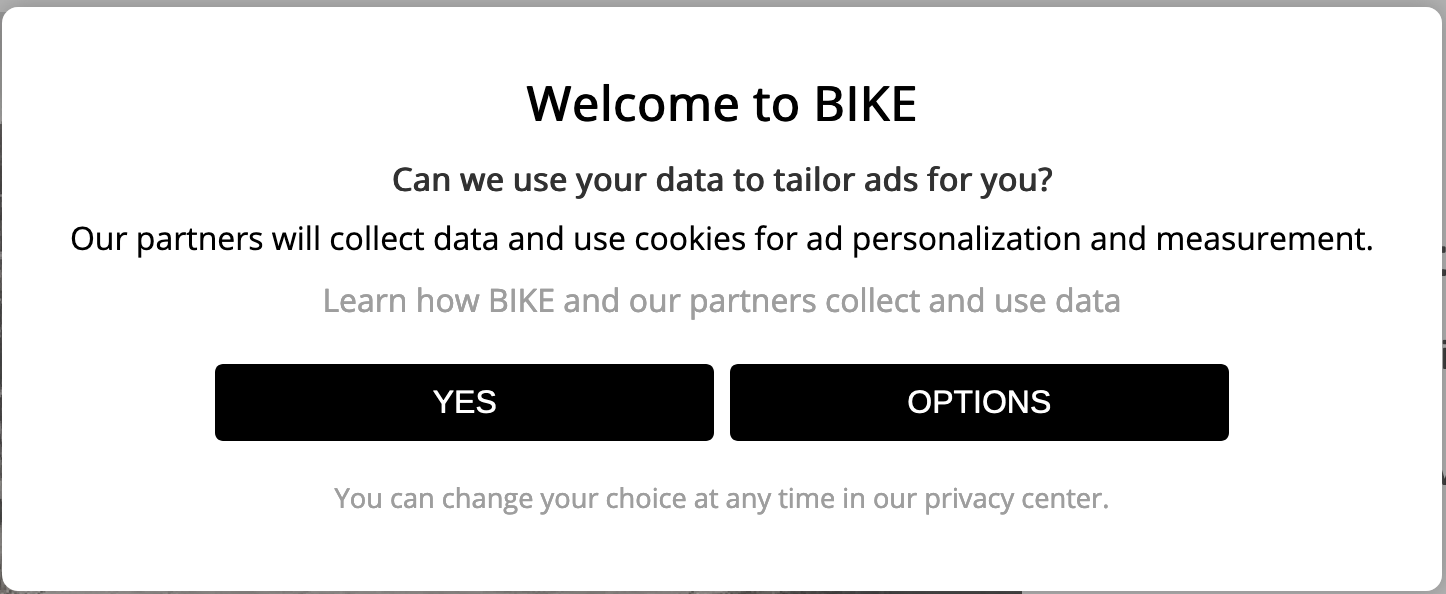 Welcome to BIKE
Can we use your data to tailor ads for you?
Our partners will collect data and use cookies for ad personalization and measurement.
Learn how BIKE and our partners collect and use data
YES
OPTIONS
You can change your choice at any time in our privacy center.